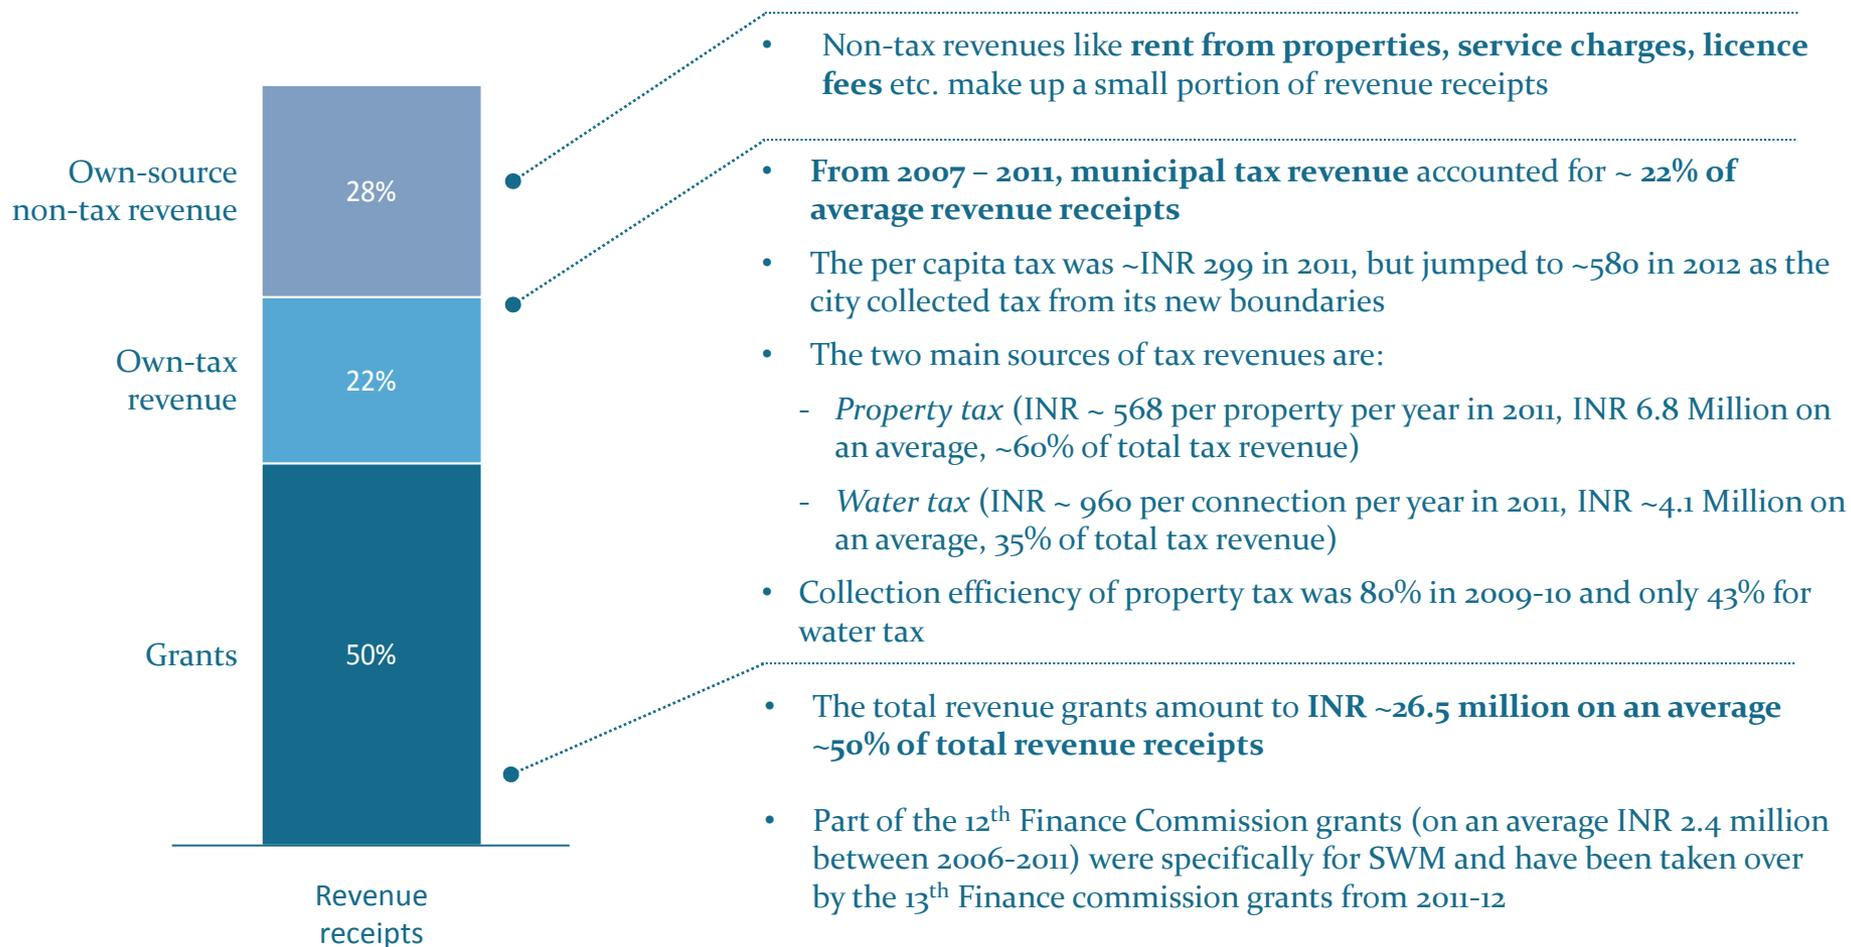 Own-source
non-tax revenue
28%
Own-tax
revenue
22%
Grants
50%
Revenue
receipts
• Non-tax revenues like rent from properties, service charges, licence
fees etc. make up a small portion of revenue receipts
• From 2007 – 2011, municipal tax revenue accounted for ~ 22% of
average revenue receipts
• The per capita tax was ~INR 299 in 2011, but jumped to ~580 in 2012 as the
city collected tax from its new boundaries
• The two main sources of tax revenues are:
- Property tax (INR ~ 568 per property per year in 2011, INR 6.8 Million on
an average, ~60% of total tax revenue)
- Water tax (INR ~ 960 per connection per year in 2011, INR ~4.1 Million on
an average, 35% of total tax revenue)
• Collection efficiency of property tax was 80% in 2009-10 and only 43% for
water tax
• The total revenue grants amount to INR ~26.5 million on an average
~50% of total revenue receipts
• Part of the 12th Finance Commission grants (on an average INR 2.4 million
between 2006-2011) were specifically for SWM and have been taken over
by the 13th Finance commission grants from 2011-12